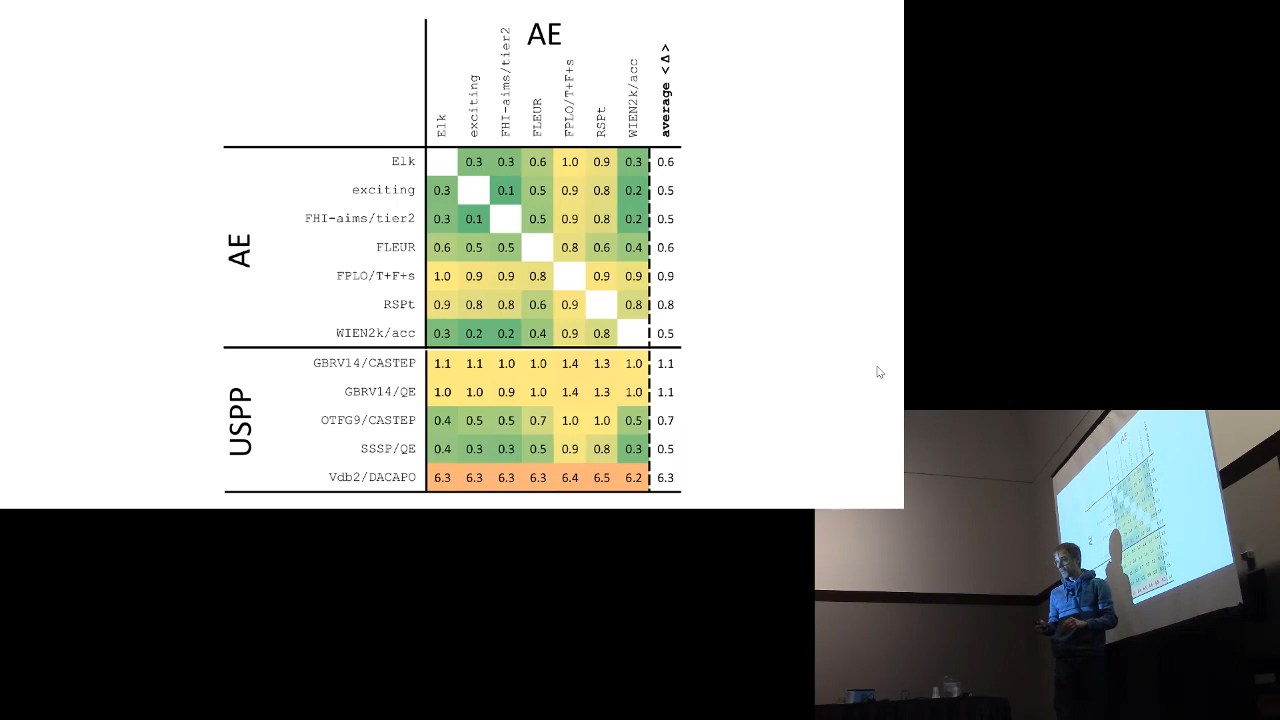 AE
Elk exciting FHI-aims/tier2 FLEUR FPLO/T+F+s RSPt WIEN2k/acc average <Δ>
AE
Elk 0.3 0.3 0.6 1.0 0.9 0.3 0.6
exciting 0.3 0.1 0.5 0.9 0.8 0.2 0.5
FHI-aims/tier2 0.3 0.1 0.5 0.9 0.8 0.2 0.5
FLEUR 0.6 0.5 0.5 0.8 0.6 0.4 0.6
FPLO/T+F+s 1.0 0.9 0.9 0.8 0.9 0.9 0.9
RSPt 0.9 0.8 0.8 0.6 0.9 0.8 0.8
WIEN2k/acc 0.3 0.2 0.2 0.4 0.9 0.8 0.5
USPP
GBRV14/CASTEP 1.1 1.1 1.0 1.0 1.4 1.3 1.0 1.1
GBRV14/QE 1.0 1.0 0.9 1.0 1.4 1.3 1.0 1.1
OTFG9/CASTEP 0.4 0.5 0.5 0.7 1.0 1.0 0.5 0.7
SSSP/QE 0.4 0.3 0.3 0.5 0.9 0.8 0.3 0.5
Vdb2/DACAPO 6.3 6.3 6.3 6.3 6.4 6.5 6.2 6.3